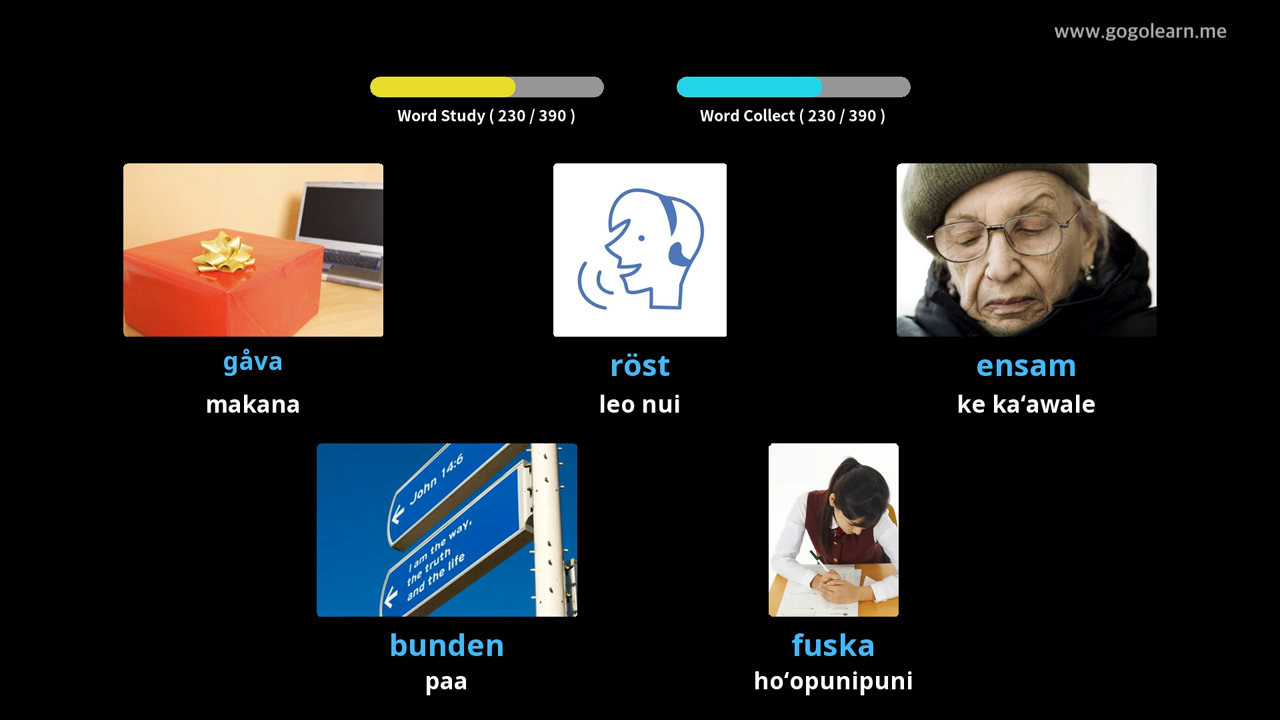 www.gogolearn.me
Word Study ( 230 / 390 )
Word Collect ( 230 / 390 )
gåva
röst
ensam
makana
leo nui
ke kaʻawale
John 14:6
I am the way,
the truth
and the life
bunden
fuska
paa
hoʻopunipuni